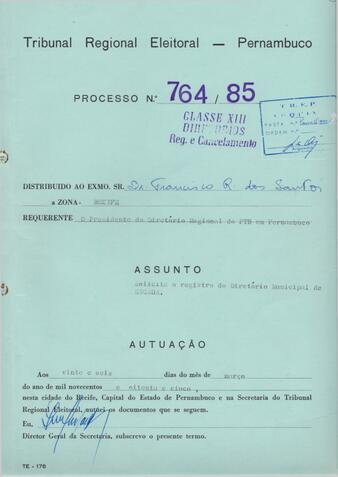 Tribunal Regional Eleitoral — Pernambuco
PROCESSO N.º 764 / 85
CLASSE XIII
DIRETÓRIOS
Reg. e Cancelamento
T.R.E.P.
DISTRIBUIDO AO EXMO. SR. Dr. Francisco R. dos Santos
a ZONA- RECIFE
REQUERENTE O Presidente do Diretório Regional do PTB em Pernambuco
ASSUNTO
Solicita o registro do Diretório Municipal de
AUTUAÇÃO
Aos vinte e seis dias do mês de março
do ano de mil novecentos e oitenta e cinco,
nesta cidade do Recife, Capital do Estado de Pernambuco e na Secretaria do Tribunal
Regional Eleitoral, autuei os documentos que se seguem.
Eu,
Diretor Geral da Secretaria, subscrevo o presente termo.
TE - 176